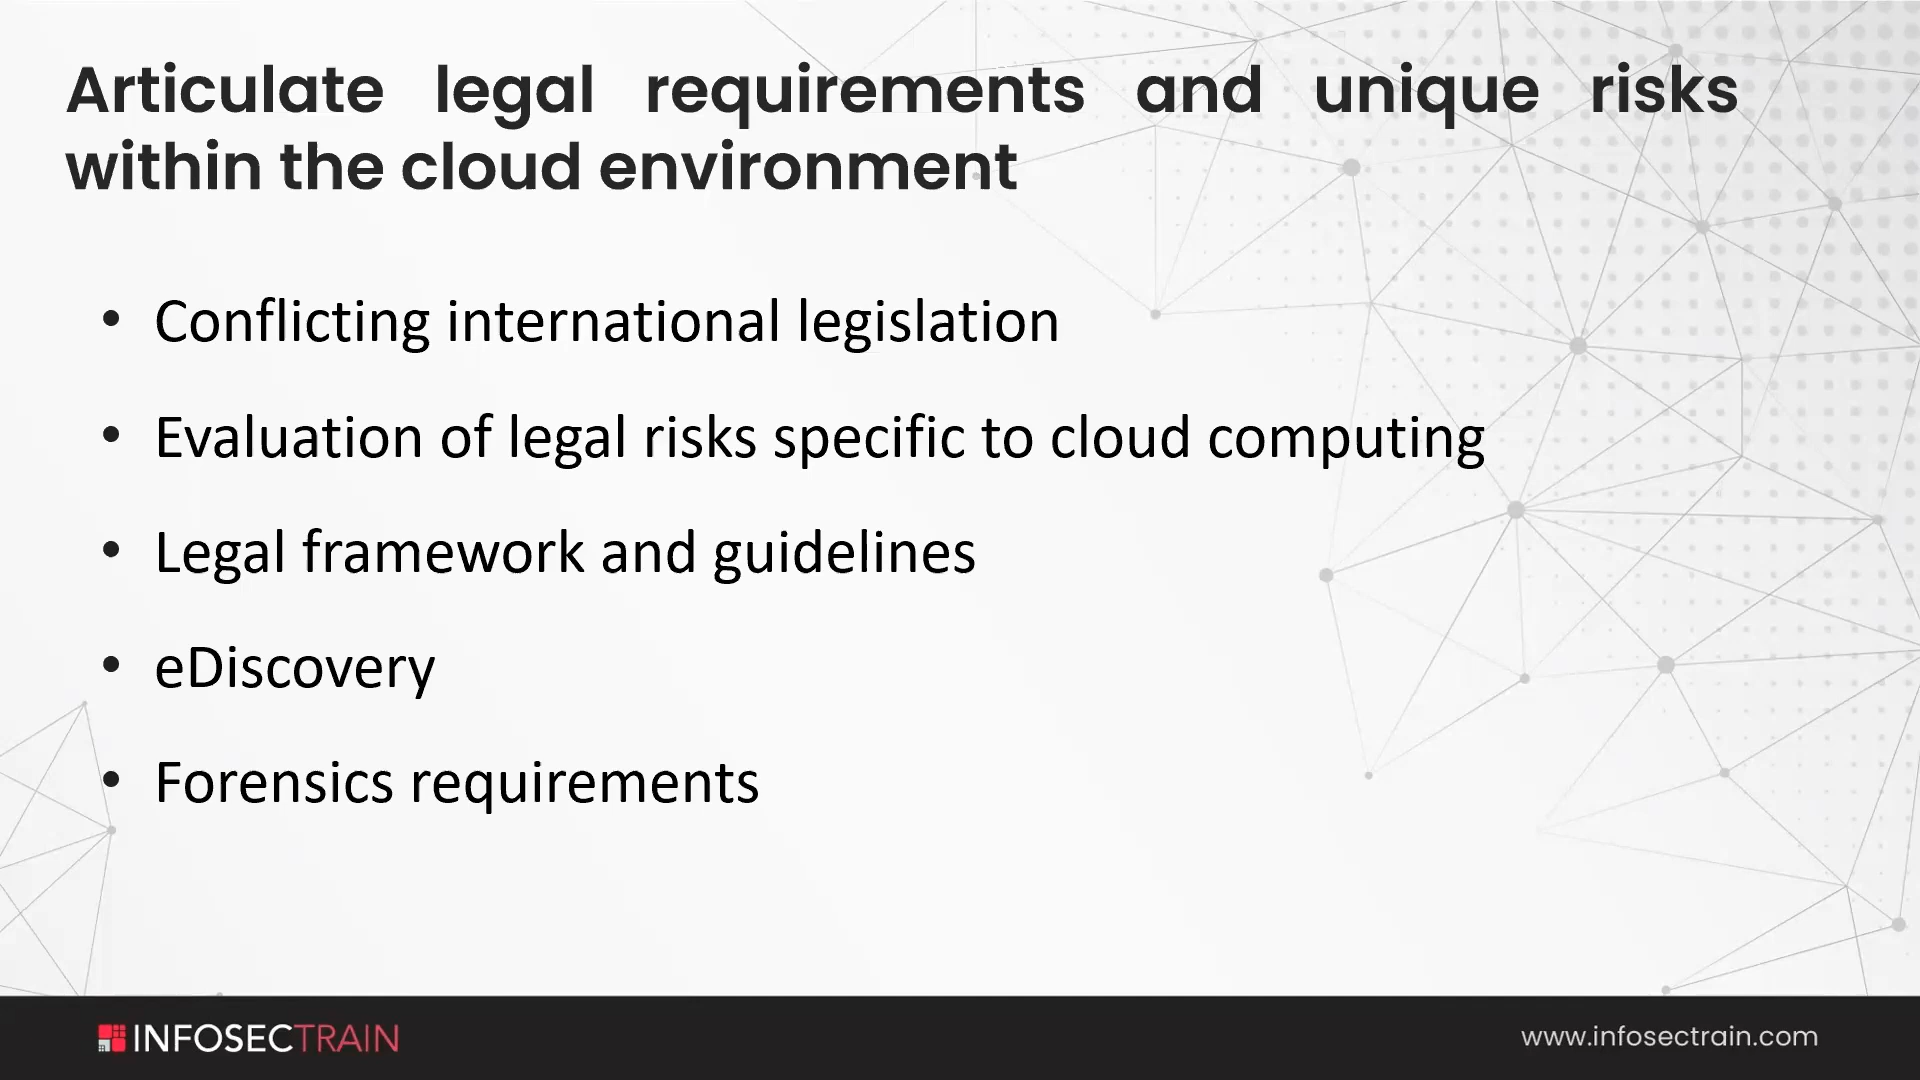 Articulate legal requirements and unique risks
within the cloud environment
• Conflicting international legislation
• Evaluation of legal risks specific to cloud computing
• Legal framework and guidelines
• eDiscovery
• Forensics requirements
INFOSECTRAIN
www.infosectrain.com